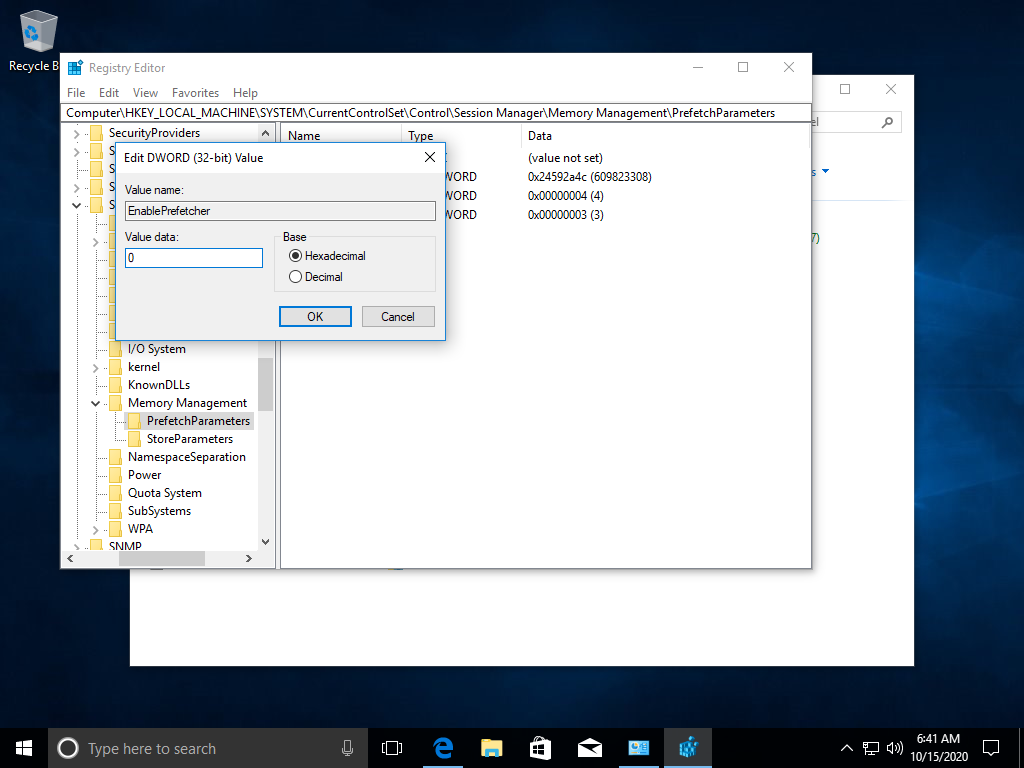 Recycle B
Registry Editor
File Edit View Favorites Help
Computer\HKEY_LOCAL_MACHINE\SYSTEM\CurrentControlSet\Control\Session Manager\Memory Management\PrefetchParameters
SecurityProviders
Name Type Data
(value not set)
WORD 0x24592a4c (609823308)
WORD 0x00000004 (4)
WORD 0x00000003 (3)
S
S
S
S
Edit DWORD (32-bit) Value
Value name:
EnablePrefetcher
Value data:
0
Base
Hexadecimal
Decimal
OK Cancel
I/O System
kernel
KnownDLLs
Memory Management
PrefetchParameters
StoreParameters
NamespaceSeparation
Power
Quota System
SubSystems
WPA
SNMP
el
s
7)
Type here to search
6:41 AM
10/15/2020